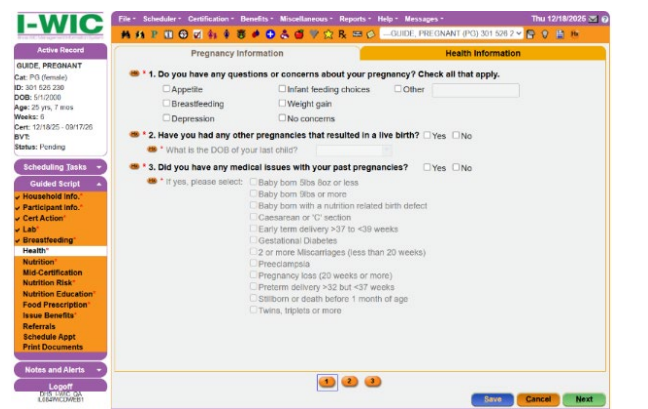 I-WIC
File Scheduler Certification Benefits Miscellaneous Reports Help Messages Thu 12/18/2025
---GUIDE, PREGNANT (PG) 301 526 2
Active Record
GUIDE, PREGNANT
Cat: PG (female)
ID: 301 526 230
DOB: 5/1/2000
Age: 25 yrs, 7 mos
Weeks: 6
Cert: 12/18/25 - 09/17/26
BVT:
Status: Pending
Scheduling Tasks
Guided Script
Household Info.*
Participant Info.*
Cert Action*
Lab*
Breastfeeding*
Health*
Nutrition*
Mid-Certification
Nutrition Risk*
Nutrition Education*
Food Prescription*
Issue Benefits*
Referrals
Schedule Appt
Print Documents
Notes and Alerts
Logoff
Pregnancy Information
Health Information
* 1. Do you have any questions or concerns about your pregnancy? Check all that apply.
Appetite Infant feeding choices Other
Breastfeeding Weight gain
Depression No concerns
* 2. Have you had any other pregnancies that resulted in a live birth? Yes No
* What is the DOB of your last child?
* 3. Did you have any medical issues with your past pregnancies? Yes No
* If yes, please select: Baby born 5lbs 8oz or less
Baby born 9lbs or more
Baby born with a nutrition related birth defect
Caesarean or 'C' section
Early term delivery >37 to <39 weeks
Gestational Diabetes
2 or more Miscarriages (less than 20 weeks)
Preeclampsia
Pregnancy loss (20 weeks or more)
Preterm delivery >32 but <37 weeks
Stillborn or death before 1 month of age
Twins, triplets or more
1 2 3
Save Cancel Next